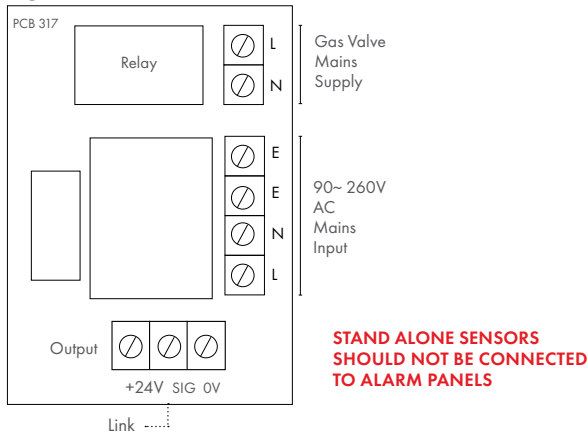 PCB 317
Relay
L
N
Gas Valve
Mains
Supply
E
E
N
L
90~ 260V
AC
Mains
Input
Output
+24V SIG 0V
Link
STAND ALONE SENSORS
SHOULD NOT BE CONNECTED
TO ALARM PANELS